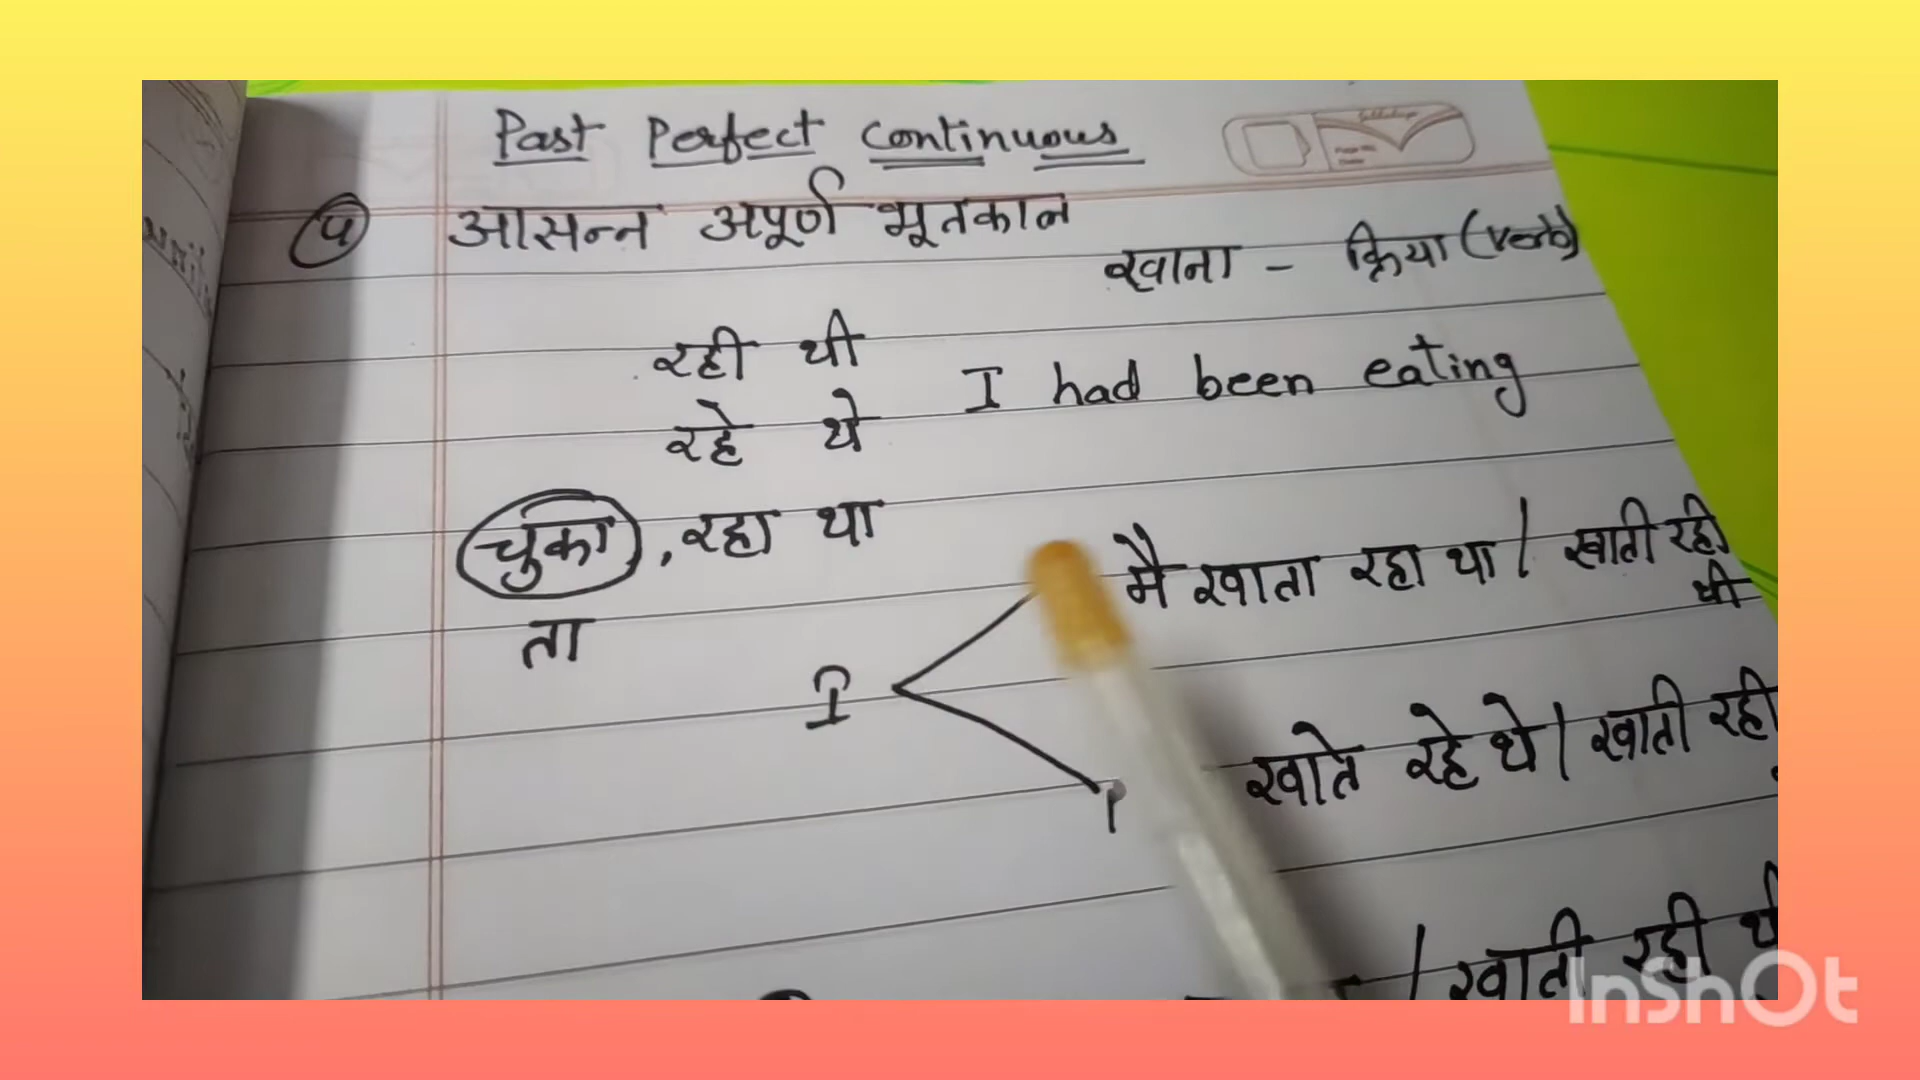 Past Perfect Continuous
५ आसन्न अपूर्ण भूतकाल
खाना - क्रिया (Verb)
रही थी
रहे थे
I had been eating
चुका, रहा था
ता
मै खाता रहा था / खाती रही थी
I
खाते रहे थे / खाती रही
/ खाती रही
InShOt